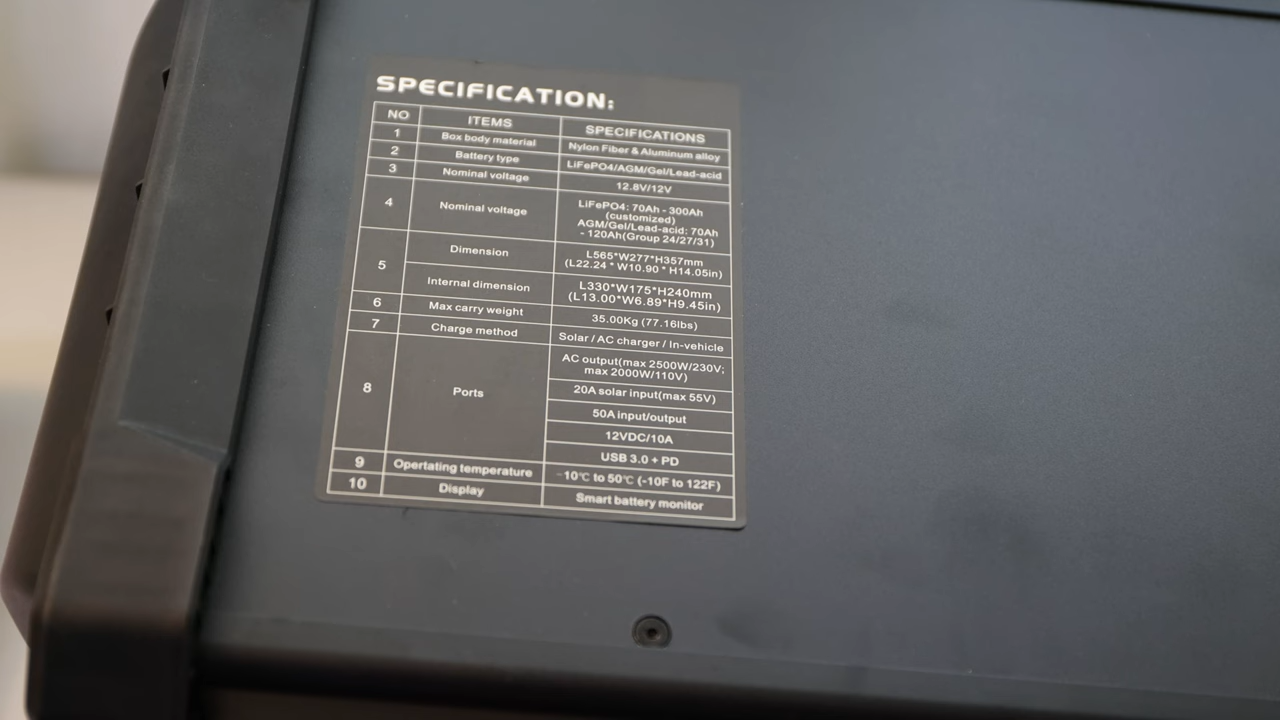 SPECIFICATION:
NO ITEMS SPECIFICATIONS
1 Box body material Nylon Fiber & Aluminum alloy
2 Battery type LiFePO4/AGM/Gel/Lead-acid
3 Nominal voltage 12.8V/12V
4 Nominal voltage LiFePO4: 70Ah - 300Ah
(customized)
AGM/Gel/Lead-acid: 70Ah
- 120Ah(Group 24/27/31)
5 Dimension L565*W277*H357mm
(L22.24 * W10.90 * H14.05in)
Internal dimension L330*W175*H240mm
(L13.00*W6.89*H9.45in)
6 Max carry weight 35.00Kg (77.16lbs)
7 Charge method Solar / AC charger / In-vehicle
8 Ports AC output(max 2500W/230V;
max 2000W/110V)
20A solar input(max 55V)
50A input/output
12VDC/10A
USB 3.0 + PD
9 Opertating temperature -10℃ to 50℃ (-10F to 122F)
10 Display Smart battery monitor